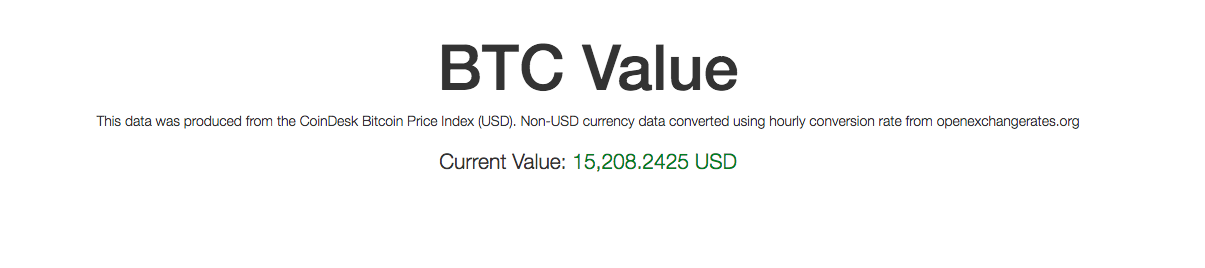 BTC Value
This data was produced from the CoinDesk Bitcoin Price Index (USD). Non-USD currency data converted using hourly conversion rate from openexchangerates.org
Current Value: 15,208.2425 USD